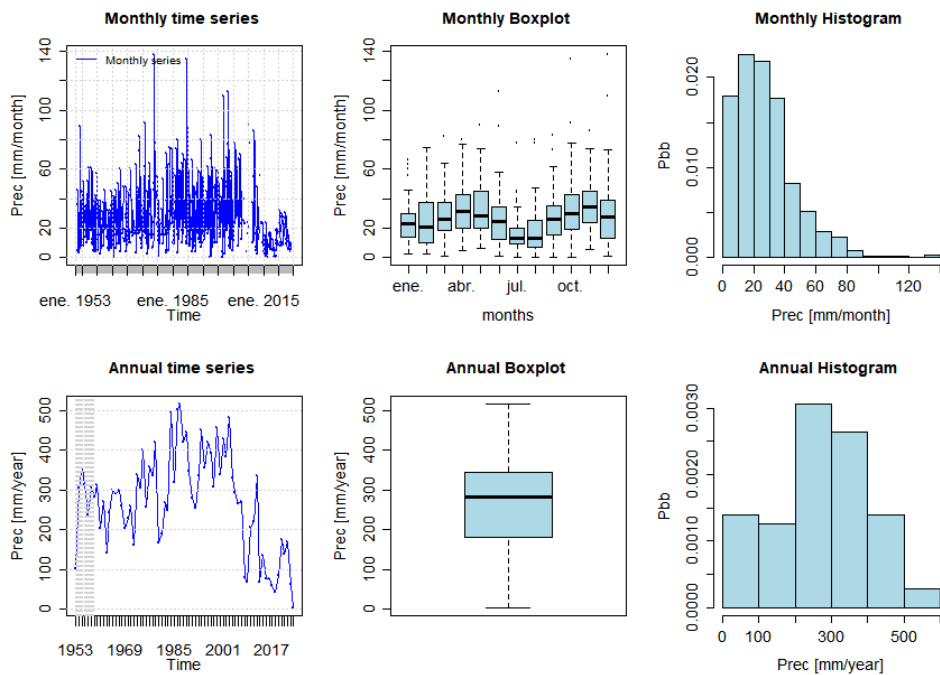 Monthly time series
Prec [mm/month]
0 20 60 100 140
Monthly series
ene. 1953 ene. 1985 ene. 2015
Time
Monthly Boxplot
Prec [mm/month]
0 20 60 100 140
ene. abr. jul. oct.
months
Monthly Histogram
Pbb
0.000 0.010 0.020
0 20 40 60 80 120
Prec [mm/month]
Annual time series
Prec [mm/year]
0 100 200 300 400 500
1953 1969 1985 2001 2017
Time
Annual Boxplot
Prec [mm/year]
0 100 200 300 400 500
Annual Histogram
Pbb
0.0000 0.0010 0.0020 0.0030
0 100 300 500
Prec [mm/year]